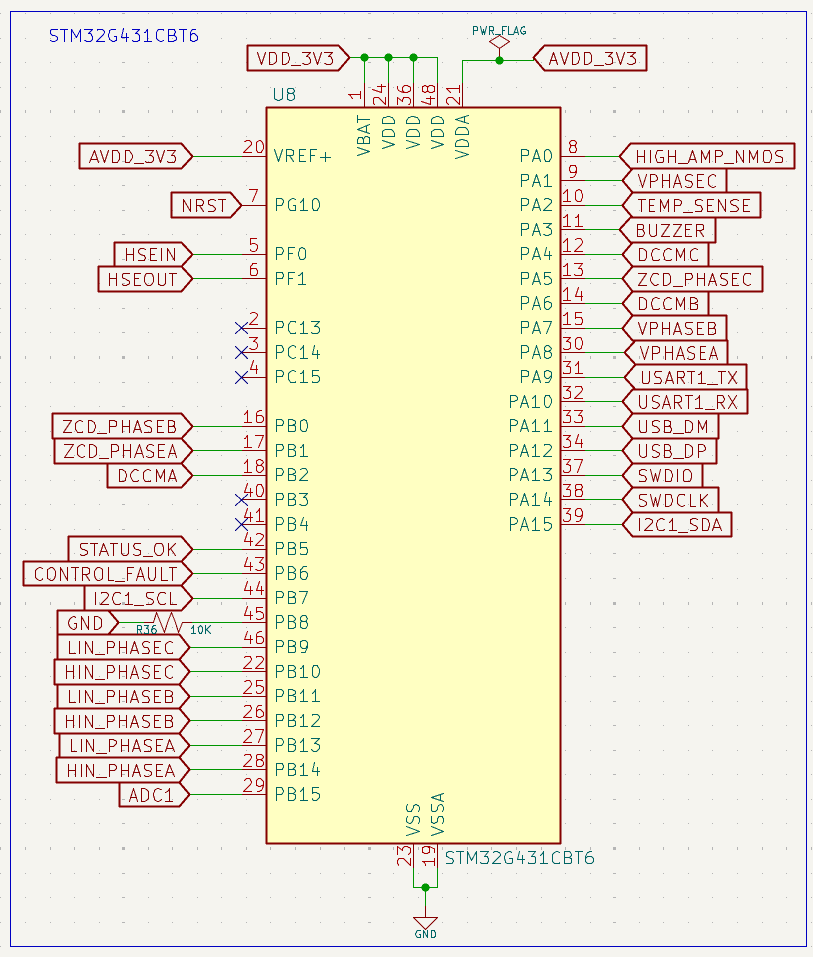 STM32G431CBT6
PWR_FLAG
VDD_3V3
AVDD_3V3
U8
1 24 36 48 21
VBAT VDD VDD VDD VDDA
AVDD_3V3 20 VREF+
NRST 7 PG10
HSEIN 5 PF0
HSEOUT 6 PF1
2 PC13
3 PC14
4 PC15
ZCD_PHASEB 16 PB0
ZCD_PHASEA 17 PB1
DCCMA 18 PB2
40 PB3
41 PB4
STATUS_OK 42 PB5
CONTROL_FAULT 43 PB6
I2C1_SCL 44 PB7
GND R36 10K 45 PB8
LIN_PHASEC 46 PB9
HIN_PHASEC 22 PB10
LIN_PHASEB 25 PB11
HIN_PHASEB 26 PB12
LIN_PHASEA 27 PB13
HIN_PHASEA 28 PB14
ADC1 29 PB15
PA0 8 HIGH_AMP_NMOS
PA1 9 VPHASEC
PA2 10 TEMP_SENSE
PA3 11 BUZZER
PA4 12 DCCMC
PA5 13 ZCD_PHASEC
PA6 14 DCCMB
PA7 15 VPHASEB
PA8 30 VPHASEA
PA9 31 USART1_TX
PA10 32 USART1_RX
PA11 33 USB_DM
PA12 34 USB_DP
PA13 37 SWDIO
PA14 38 SWDCLK
PA15 39 I2C1_SDA
VSS VSSA
23 19
STM32G431CBT6
GND